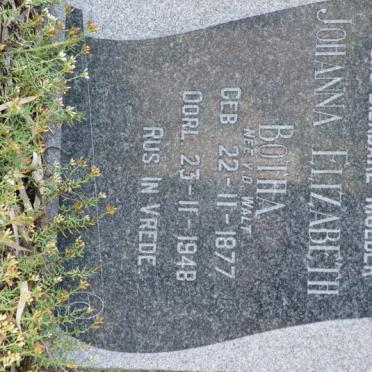 JOHANNA ELIZABETH
BOTHA
NEE V.D. WALT
GEB 22-11-1877
OORL. 23-11-1948
RUS IN VREDE.